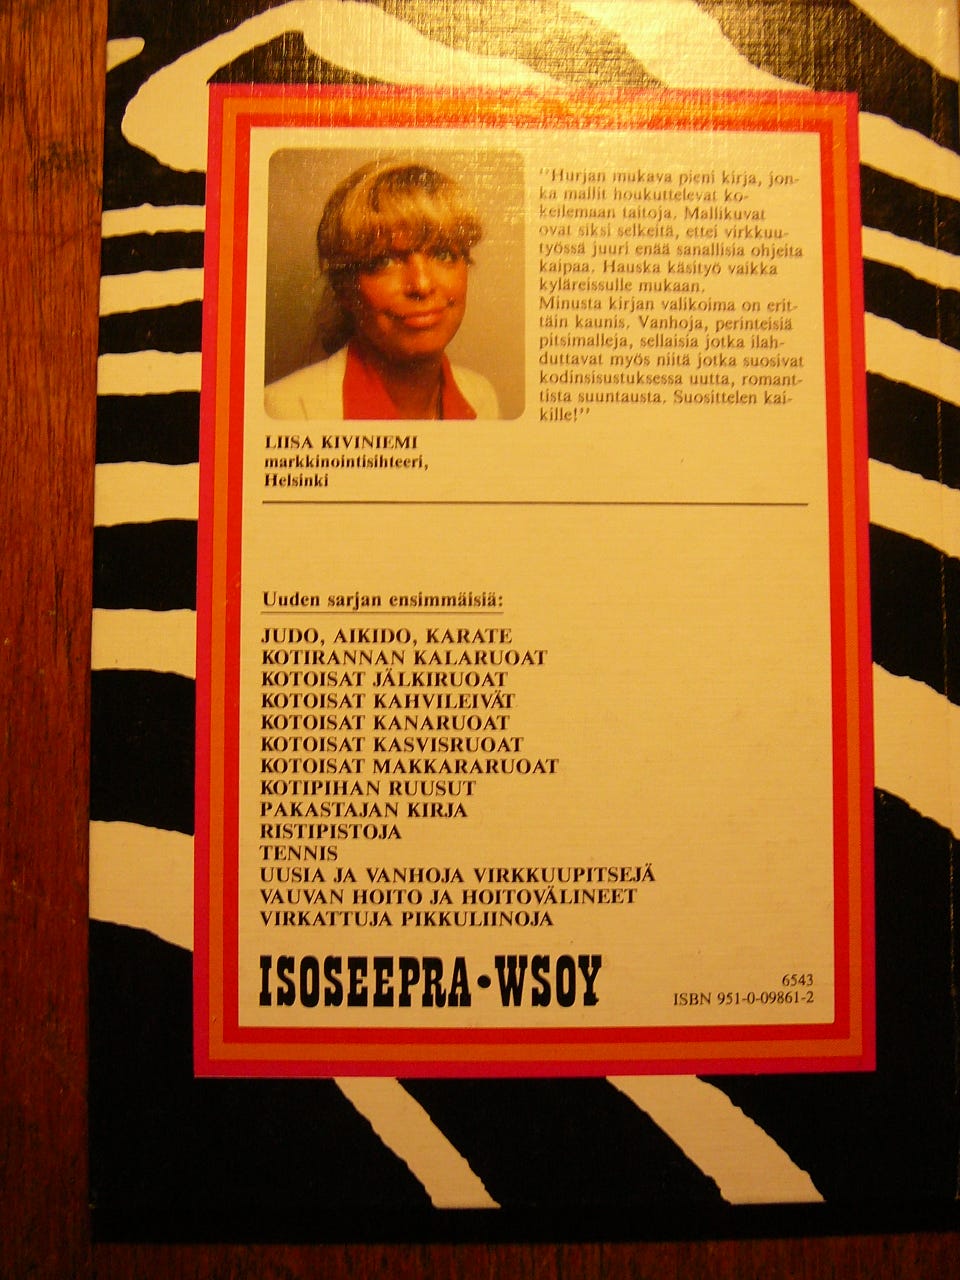 "Hurjan mukava pieni kirja, jon-
ka mallit houkuttelevat ko-
keilemaan taitoja. Mallikuvat
ovat siksi selkeitä, ettei virkkuu-
työssä juuri enää sanallisia ohjeita
kaipaa. Hauska käsityö vaikka
kyläreissulle mukaan.
Minusta kirjan valikoima on erit-
täin kaunis. Vanhoja, perinteisiä
pitsimalleja, sellaisia jotka ilah-
duttavat myös niitä jotka suosivat
kodinsisustuksessa uutta, romant-
tista suuntausta. Suosittelen kai-
kille!"
LIISA KIVINIEMI
markkinointisihteeri,
Helsinki
Uuden sarjan ensimmäisiä:
JUDO, AIKIDO, KARATE
KOTIRANNAN KALARUOAT
KOTOISAT JÄLKIRUOAT
KOTOISAT KAHVILEIVÄT
KOTOISAT KANARUOAT
KOTOISAT KASVISRUOAT
KOTOISAT MAKKARARUOAT
KOTIPIHAN RUUSUT
PAKASTAJAN KIRJA
RISTIPISTOJA
TENNIS
UUSIA JA VANHOJA VIRKKUUPITSEJÄ
VAUVAN HOITO JA HOITOVÄLINEET
VIRKATTUJA PIKKULIINOJA
ISOSEEPRA • WSOY
6543
ISBN 951-0-09861-2